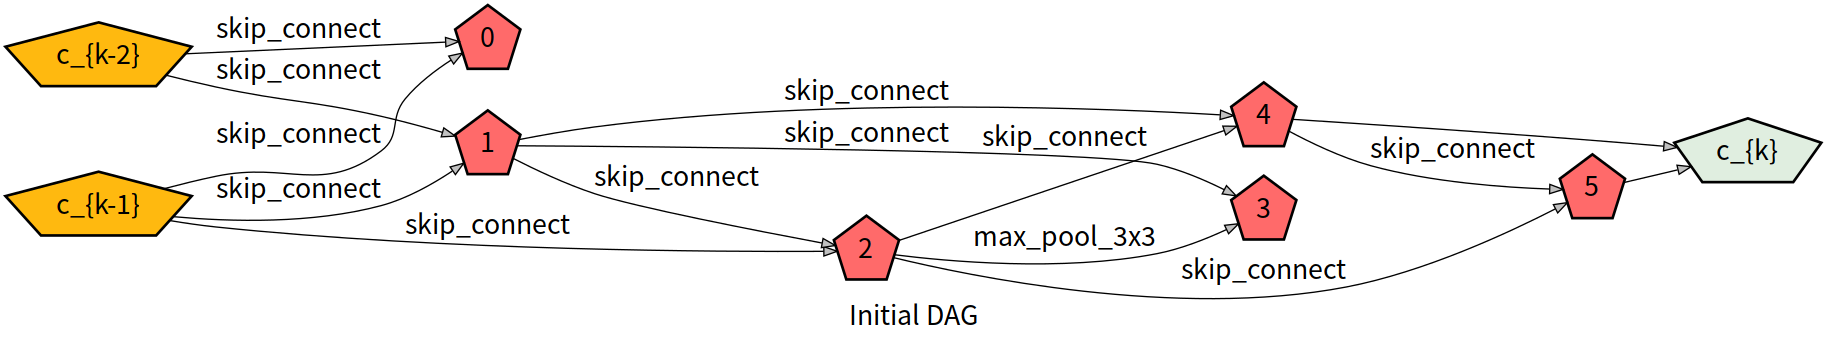 skip_connect
0
c_{k-2}
skip_connect
skip_connect
skip_connect
skip_connect
skip_connect
4
1
skip_connect
c_{k}
skip_connect
skip_connect
5
c_{k-1}
3
skip_connect
max_pool_3x3
2
skip_connect
Initial DAG